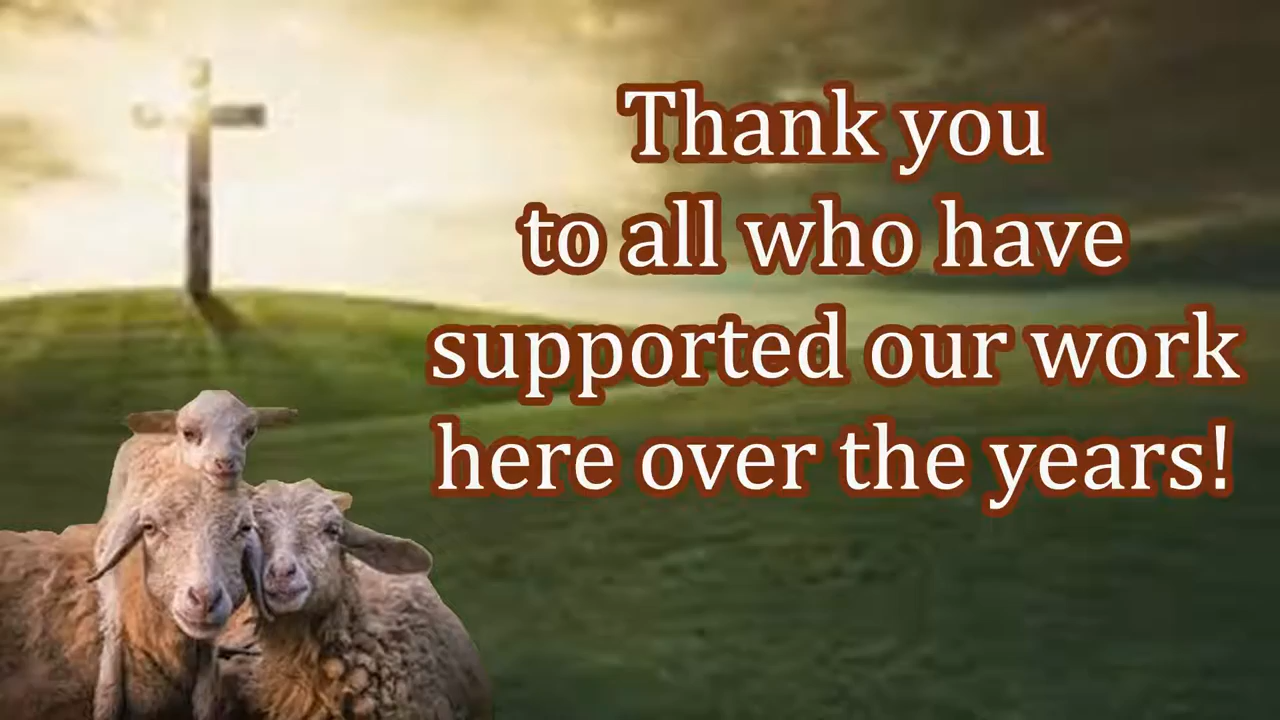 Thank you
to all who have
supported our work
here over the years!